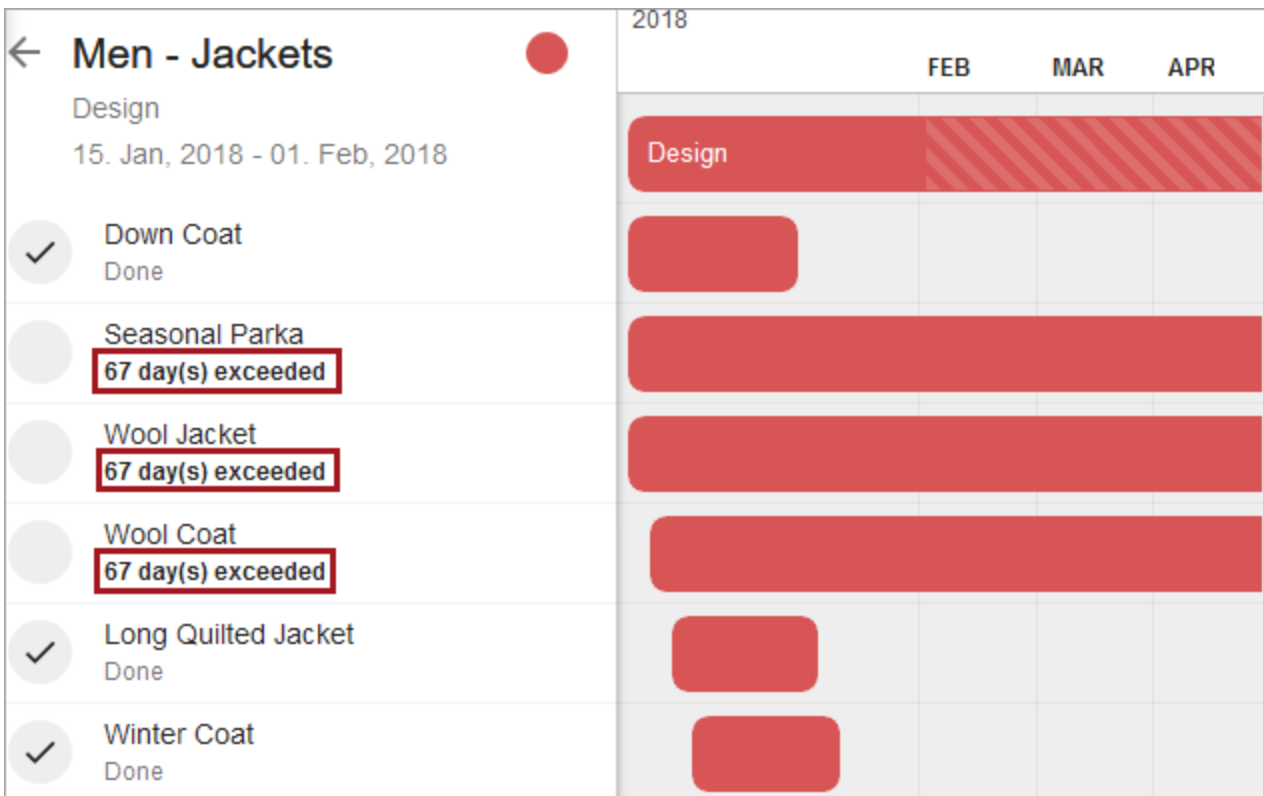 Men - Jackets
Design
15. Jan, 2018 - 01. Feb, 2018
Down Coat
Done
Seasonal Parka
67 day(s) exceeded
Wool Jacket
67 day(s) exceeded
Wool Coat
67 day(s) exceeded
Long Quilted Jacket
Done
Winter Coat
Done
2018
FEB MAR APR
Design